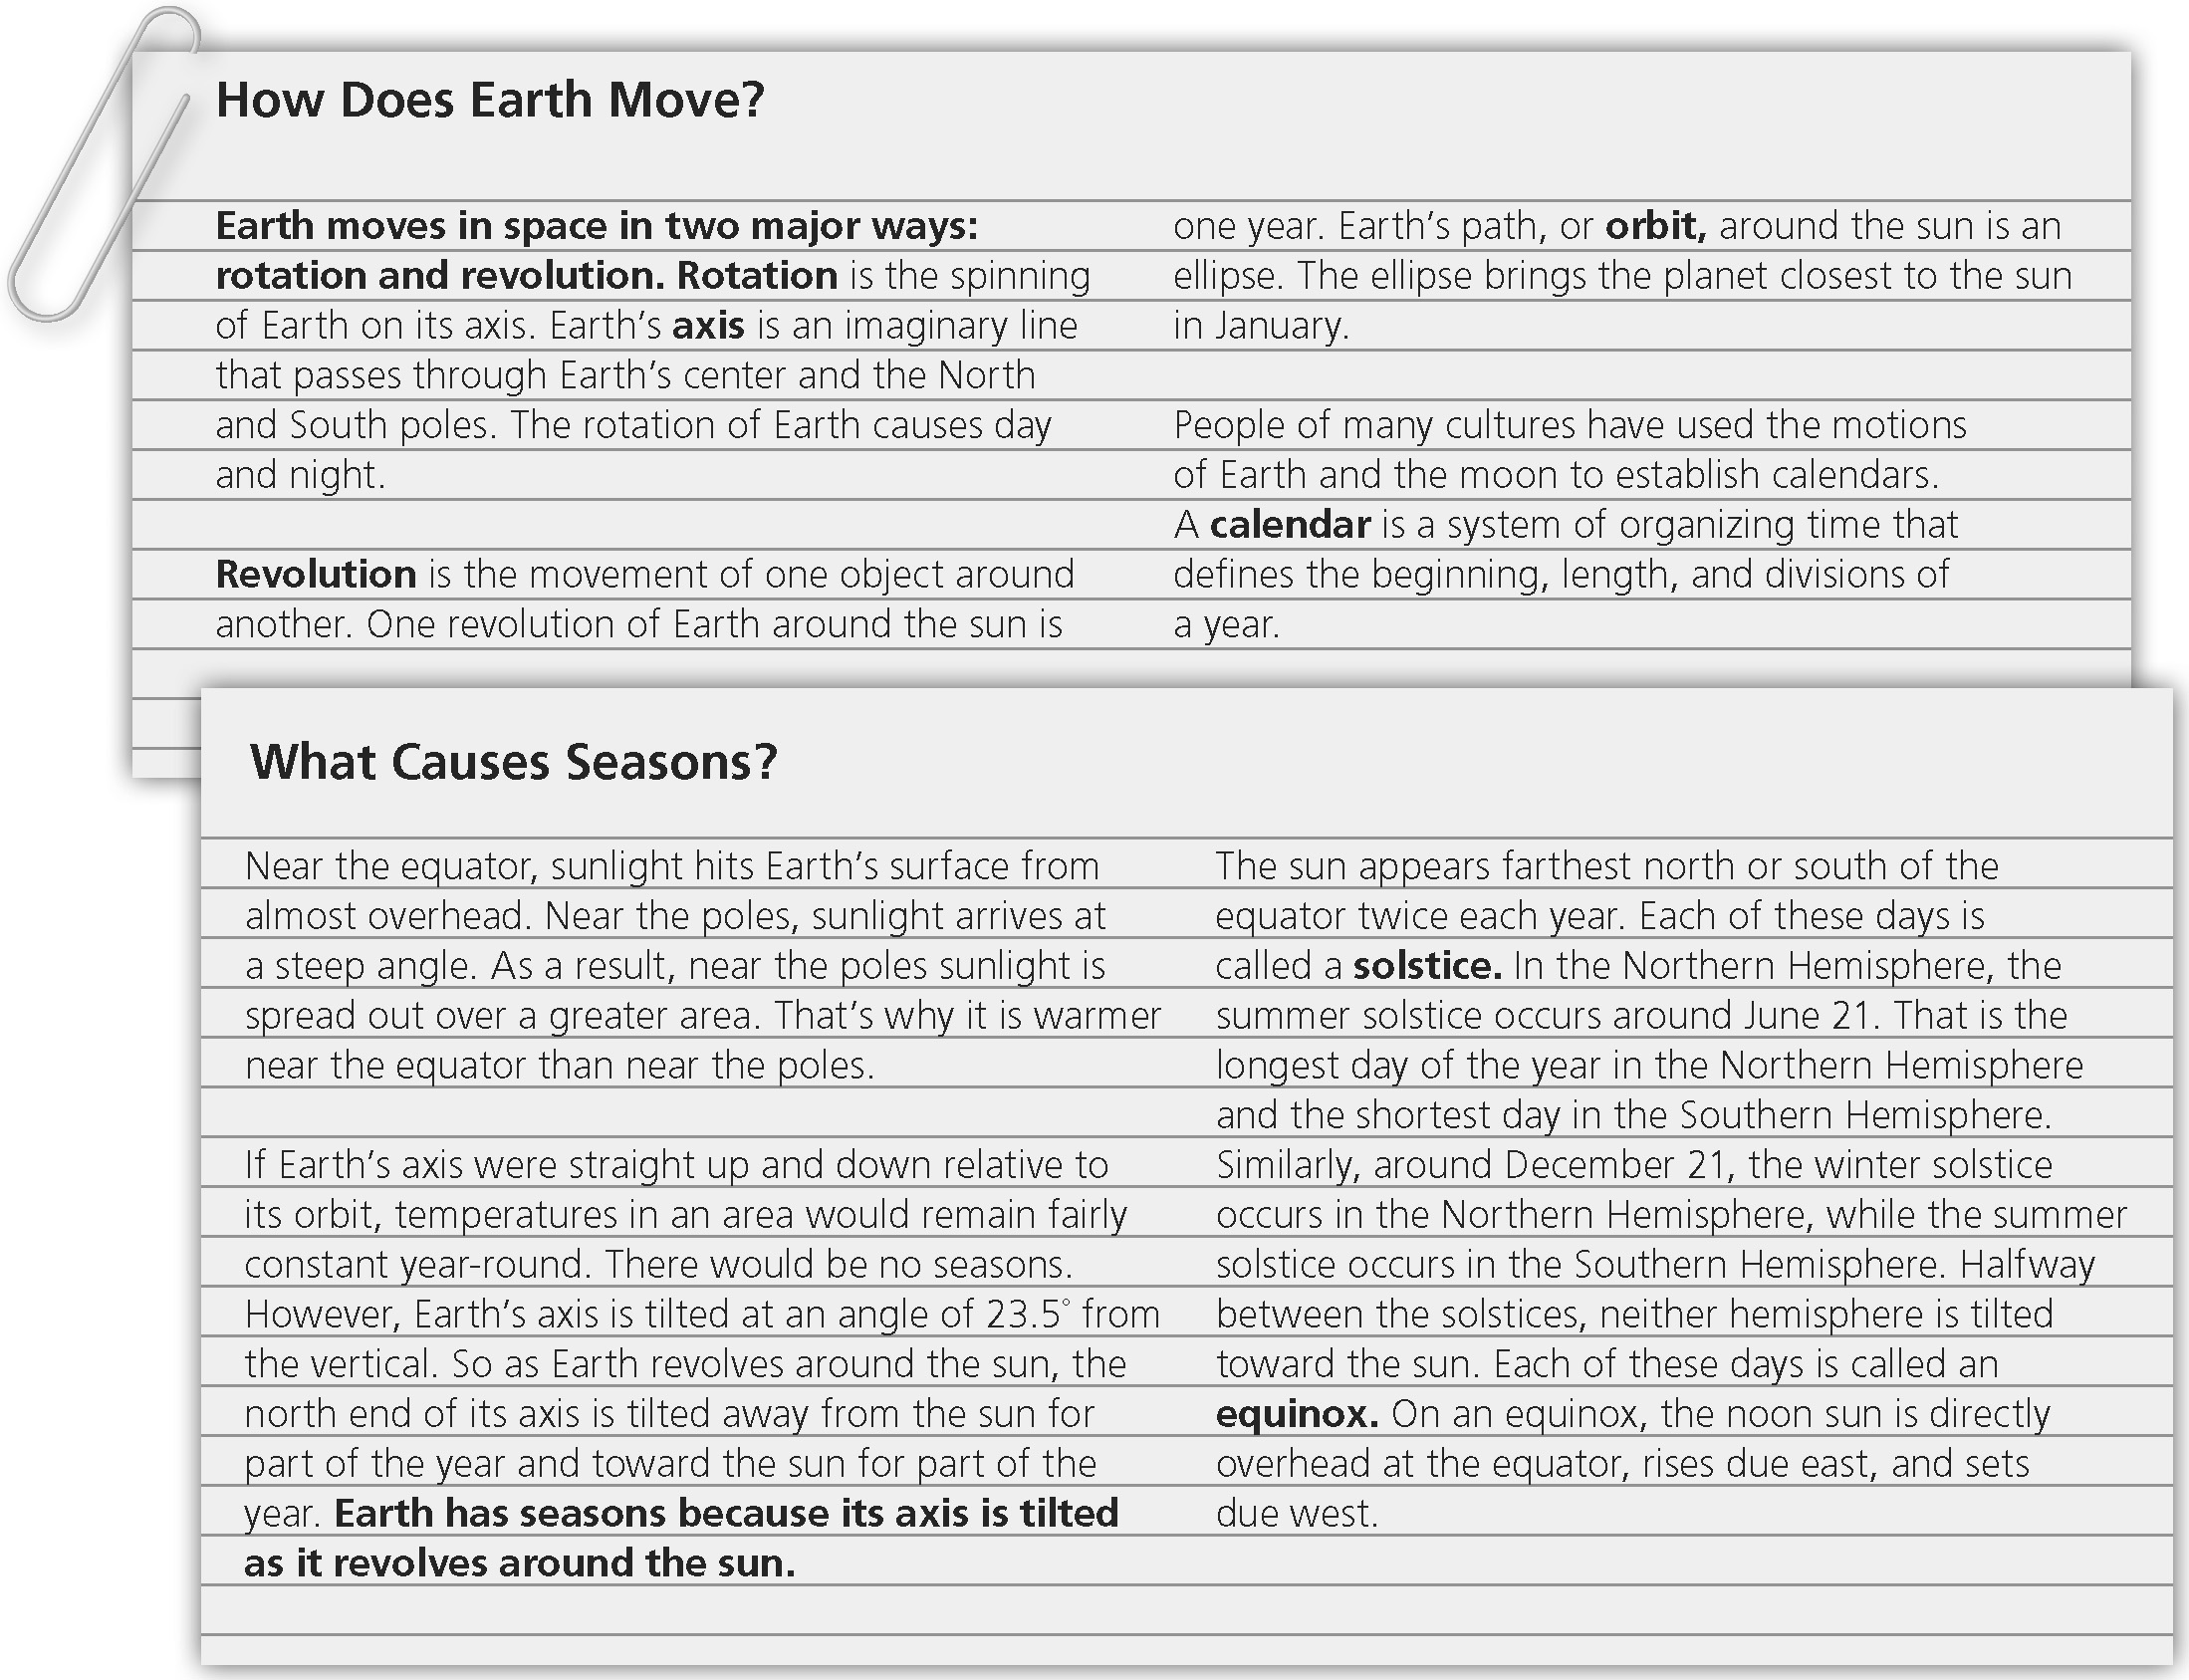 How Does Earth Move?
Earth moves in space in two major ways:
rotation and revolution. Rotation is the spinning
of Earth on its axis. Earth's axis is an imaginary line
that passes through Earth's center and the North
and South poles. The rotation of Earth causes day
and night.
Revolution is the movement of one object around
another. One revolution of Earth around the sun is
one year. Earth's path, or orbit, around the sun is an
ellipse. The ellipse brings the planet closest to the sun
in January.
People of many cultures have used the motions
of Earth and the moon to establish calendars.
A calendar is a system of organizing time that
defines the beginning, length, and divisions of
a year.
What Causes Seasons?
Near the equator, sunlight hits Earth's surface from
almost overhead. Near the poles, sunlight arrives at
a steep angle. As a result, near the poles sunlight is
spread out over a greater area. That's why it is warmer
near the equator than near the poles.
If Earth's axis were straight up and down relative to
its orbit, temperatures in an area would remain fairly
constant year-round. There would be no seasons.
However, Earth's axis is tilted at an angle of 23.5° from
the vertical. So as Earth revolves around the sun, the
north end of its axis is tilted away from the sun for
part of the year and toward the sun for part of the
year. Earth has seasons because its axis is tilted
as it revolves around the sun.
The sun appears farthest north or south of the
equator twice each year. Each of these days is
called a solstice. In the Northern Hemisphere, the
summer solstice occurs around June 21. That is the
longest day of the year in the Northern Hemisphere
and the shortest day in the Southern Hemisphere.
Similarly, around December 21, the winter solstice
occurs in the Northern Hemisphere, while the summer
solstice occurs in the Southern Hemisphere. Halfway
between the solstices, neither hemisphere is tilted
toward the sun. Each of these days is called an
equinox. On an equinox, the noon sun is directly
overhead at the equator, rises due east, and sets
due west.